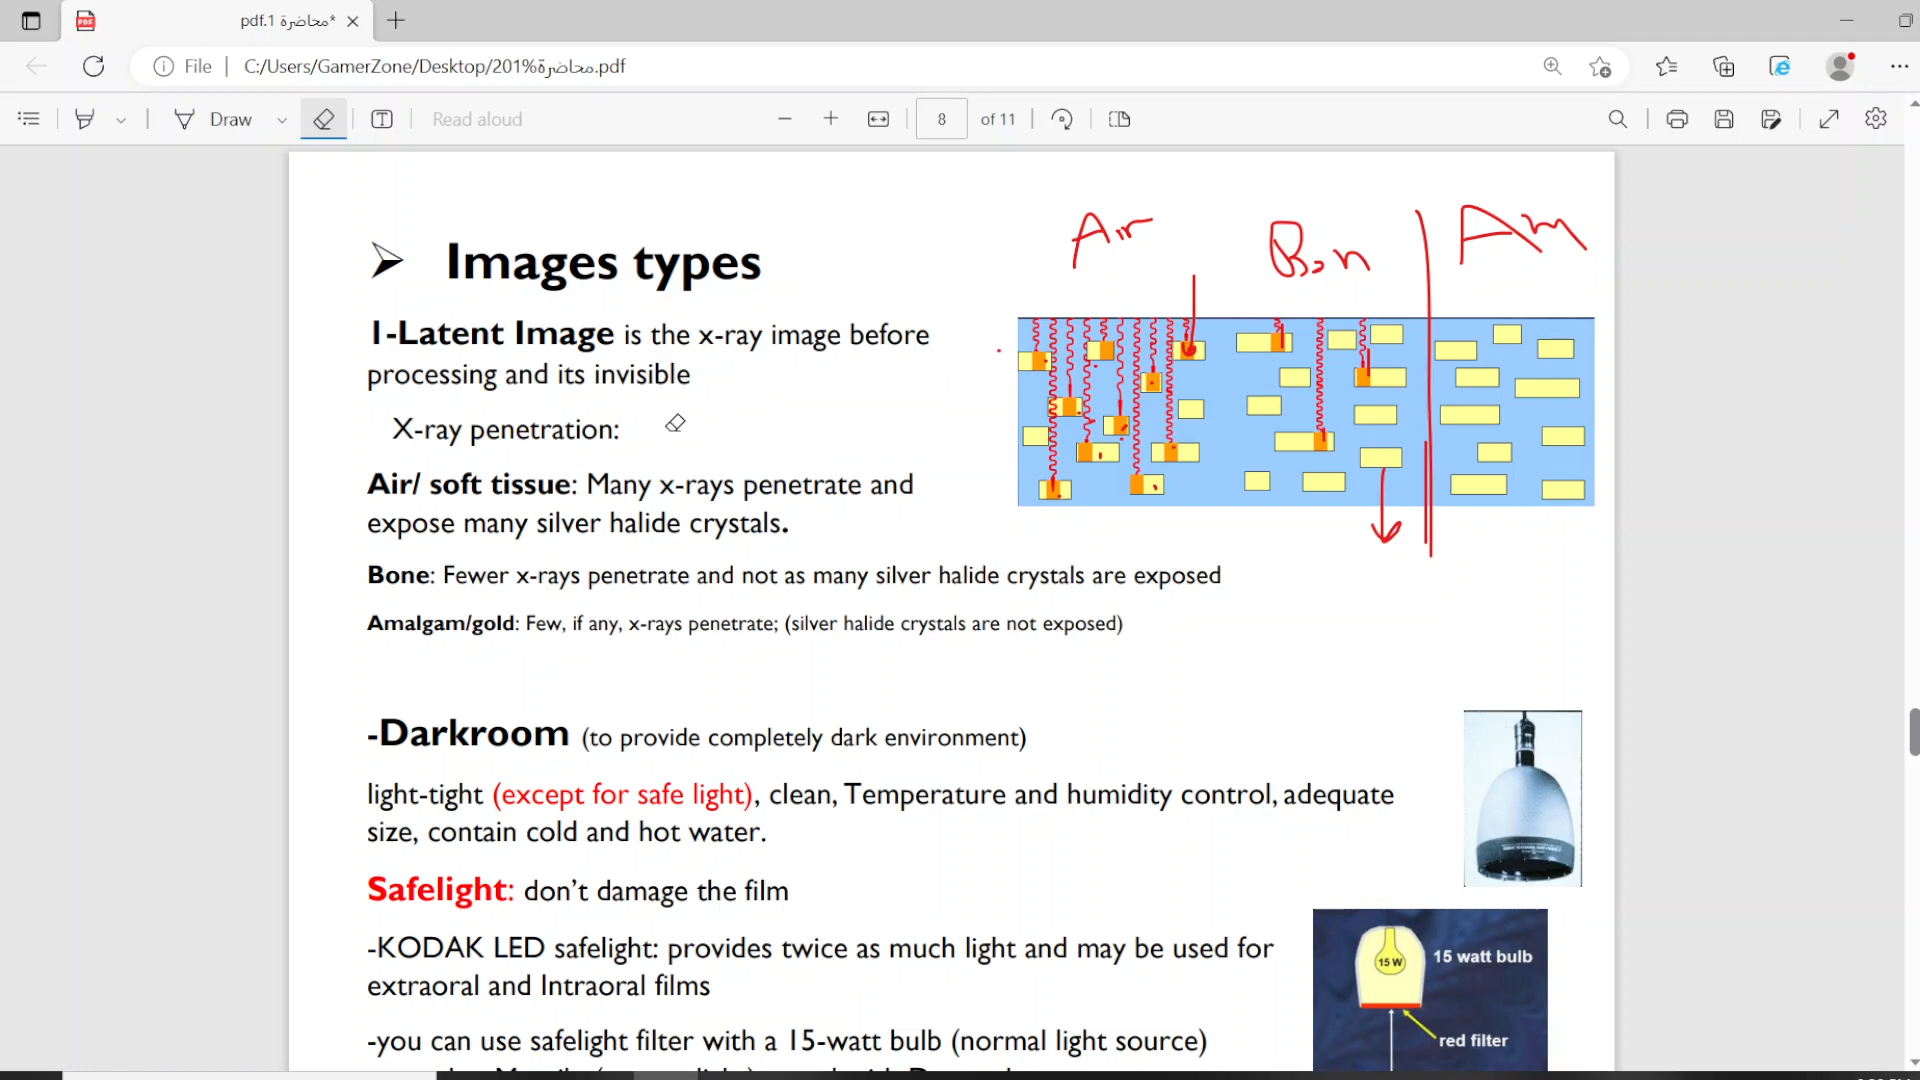 محاضرة 1.pdf*
File
C:/Users/GamerZone/Desktop/201%محاضرة.pdf
Draw
Read aloud
8
of 11
Air
Bon
Am
➢ Images types
1-Latent Image is the x-ray image before
processing and its invisible
X-ray penetration:
Air/ soft tissue: Many x-rays penetrate and
expose many silver halide crystals.
Bone: Fewer x-rays penetrate and not as many silver halide crystals are exposed
Amalgam/gold: Few, if any, x-rays penetrate; (silver halide crystals are not exposed)
-Darkroom (to provide completely dark environment)
light-tight (except for safe light), clean, Temperature and humidity control, adequate
size, contain cold and hot water.
Safelight: don’t damage the film
-KODAK LED safelight: provides twice as much light and may be used for
extraoral and Intraoral films
15 W
15 watt bulb
red filter
-you can use safelight filter with a 15-watt bulb (normal light source)